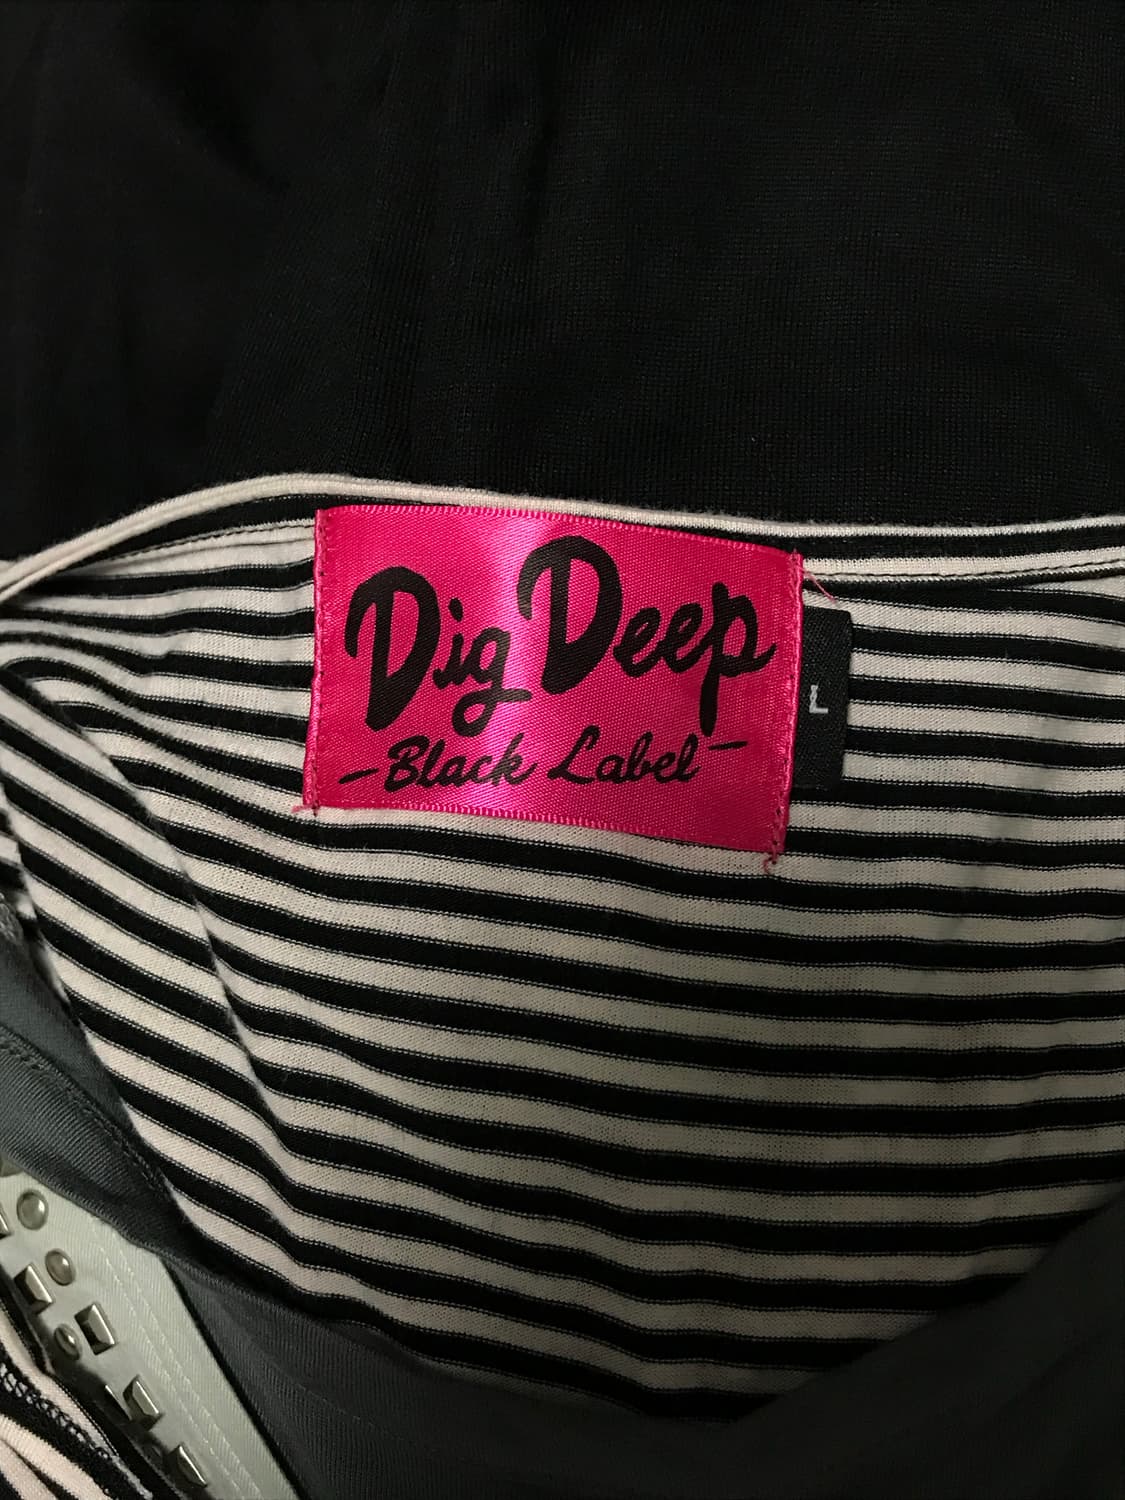 Dig Deep
-Black Label-
L